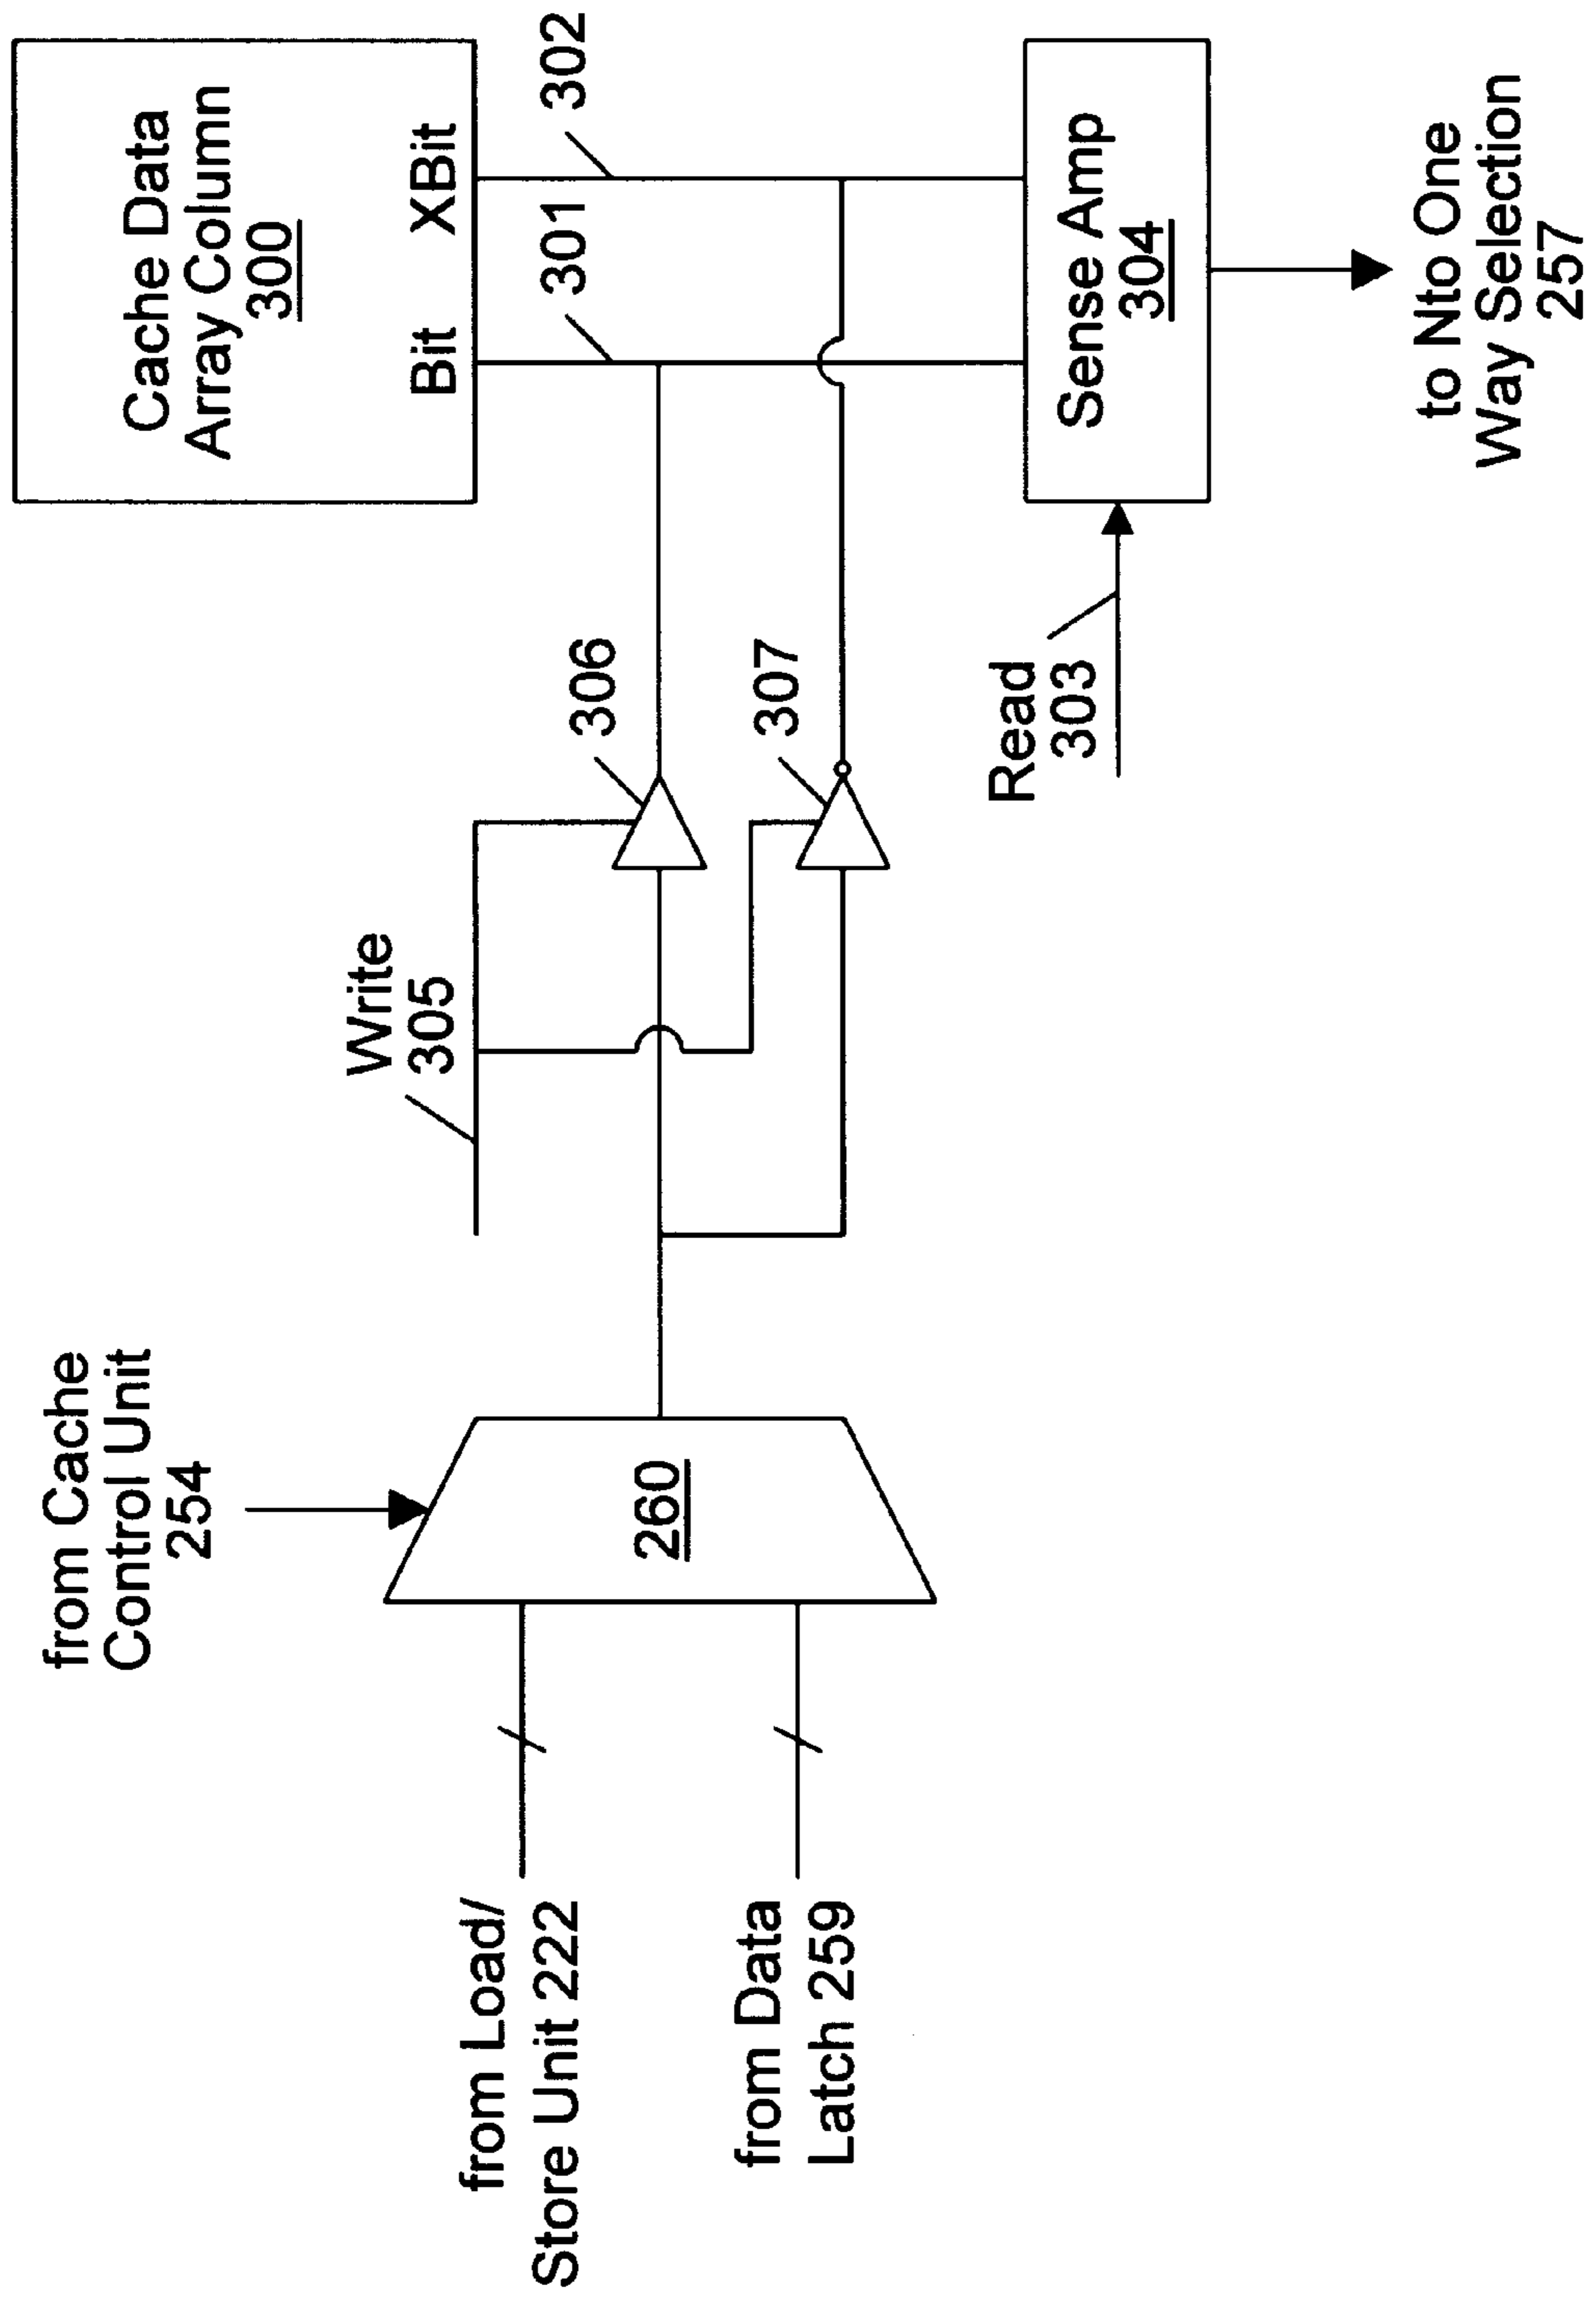 from Cache
Control Unit
254
Cache Data
Array Column
300
Bit
XBit
Write
305
301
302
306
307
260
from Load/
Store Unit 222
from Data
Latch 259
Read
303
Sense Amp
304
to Nto One
Way Selection
257